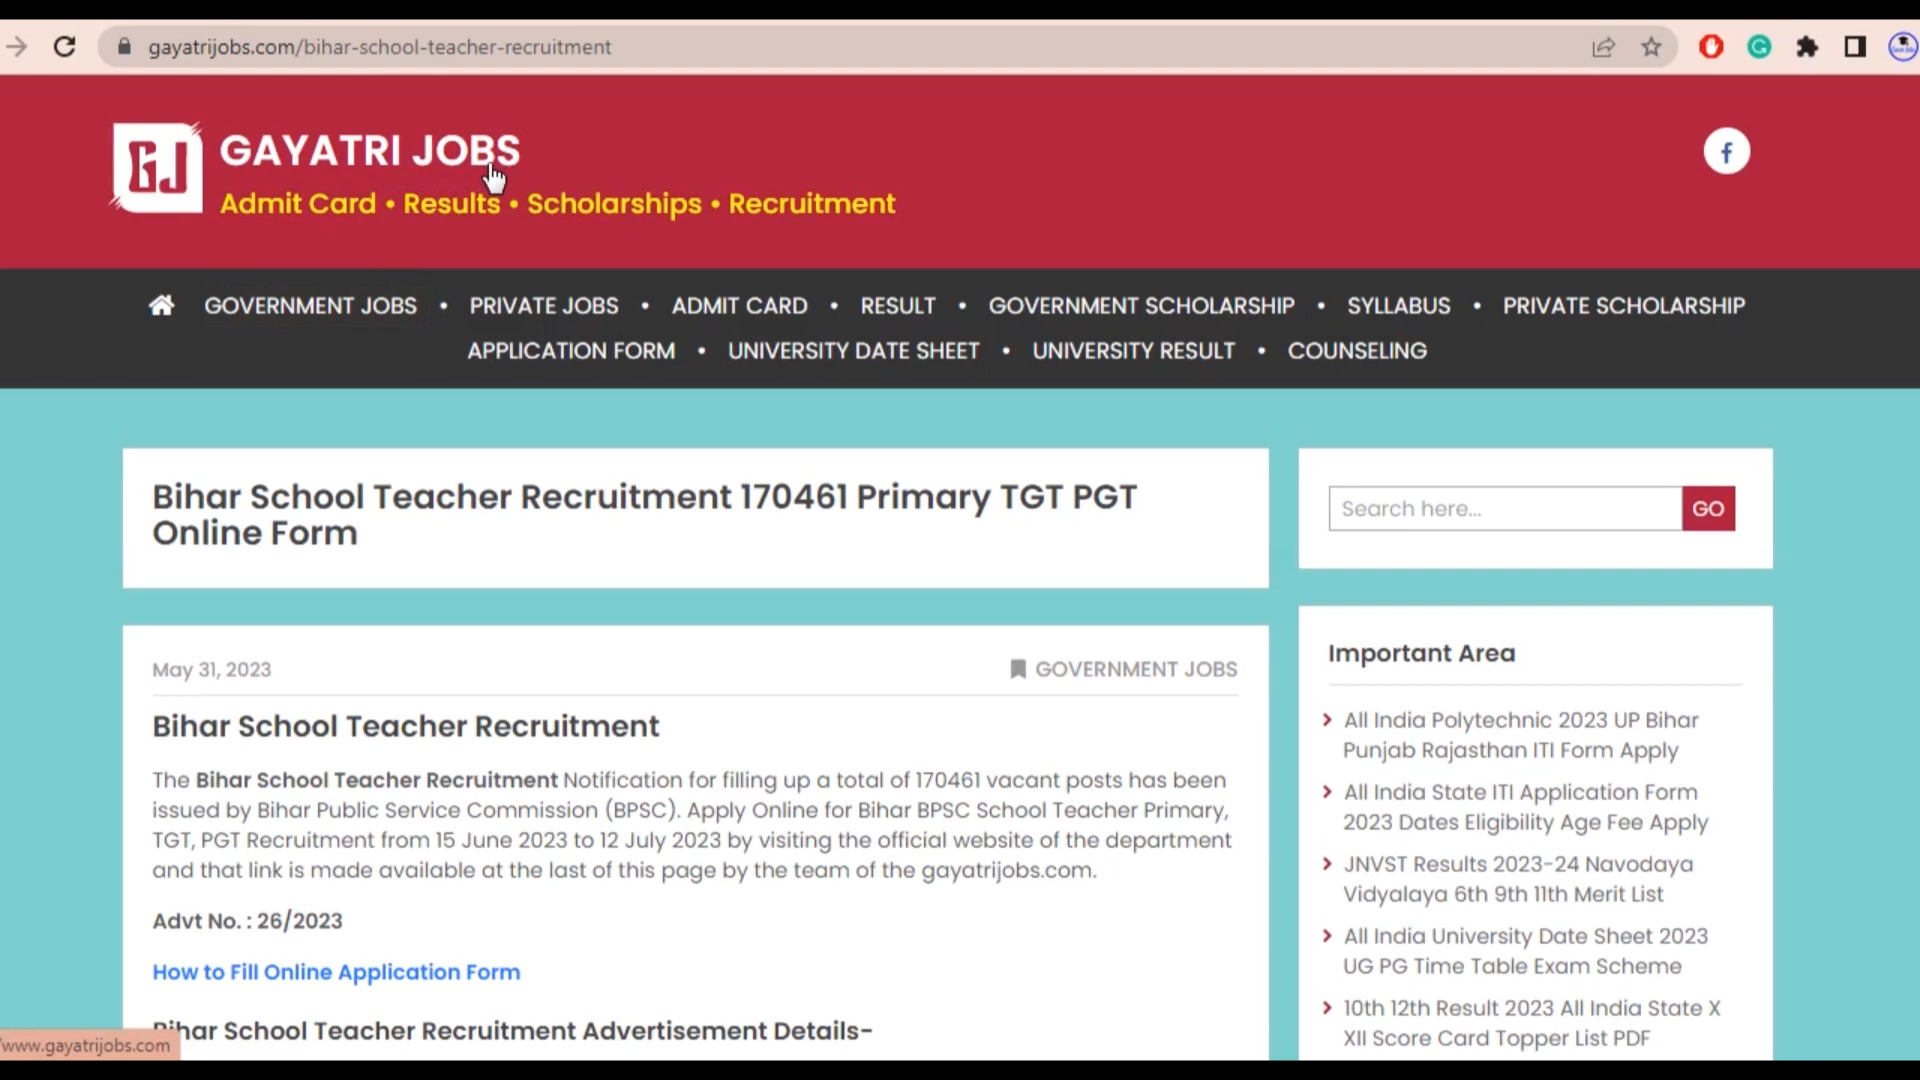 gayatrijobs.com/bihar-school-teacher-recruitment
GJ
GAYATRI JOBS
Admit Card • Results • Scholarships • Recruitment
GOVERNMENT JOBS • PRIVATE JOBS • ADMIT CARD • RESULT • GOVERNMENT SCHOLARSHIP • SYLLABUS • PRIVATE SCHOLARSHIP
APPLICATION FORM • UNIVERSITY DATE SHEET • UNIVERSITY RESULT • COUNSELING
Bihar School Teacher Recruitment 170461 Primary TGT PGT
Online Form
May 31, 2023
GOVERNMENT JOBS
Bihar School Teacher Recruitment
The Bihar School Teacher Recruitment Notification for filling up a total of 170461 vacant posts has been
issued by Bihar Public Service Commission (BPSC). Apply Online for Bihar BPSC School Teacher Primary,
TGT, PGT Recruitment from 15 June 2023 to 12 July 2023 by visiting the official website of the department
and that link is made available at the last of this page by the team of the gayatrijobs.com.
Advt No. : 26/2023
How to Fill Online Application Form
Bihar School Teacher Recruitment Advertisement Details-
Search here...
GO
Important Area
All India Polytechnic 2023 UP Bihar
Punjab Rajasthan ITI Form Apply
All India State ITI Application Form
2023 Dates Eligibility Age Fee Apply
JNVST Results 2023-24 Navodaya
Vidyalaya 6th 9th 11th Merit List
All India University Date Sheet 2023
UG PG Time Table Exam Scheme
10th 12th Result 2023 All India State X
XII Score Card Topper List PDF
/www.gayatrijobs.com